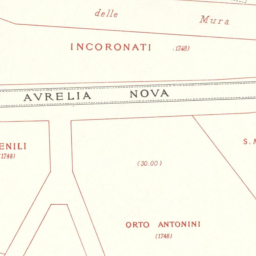 delle Mura
INCORONATI (1748)
AVRELIA NOVA
ENILI
(1748)
S. M
(20.00)
ORTO ANTONINI
(1748)